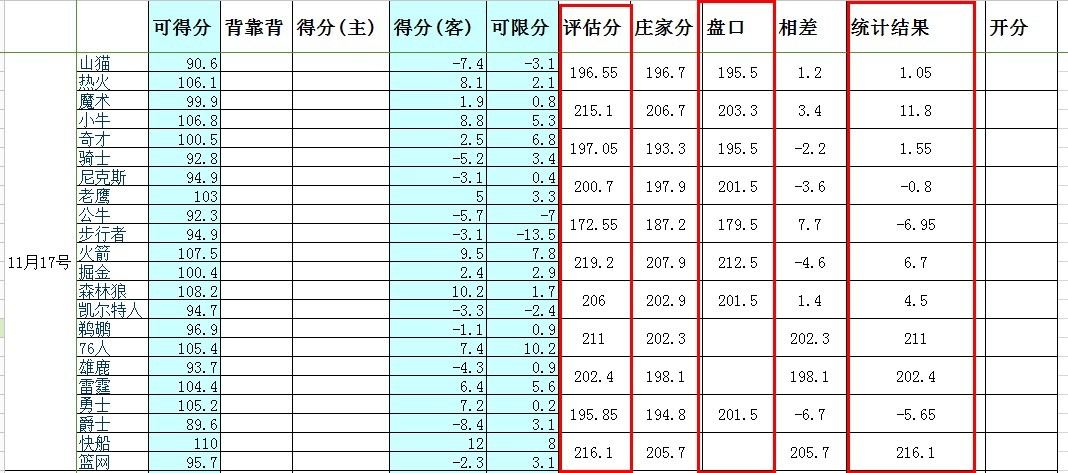 可得分 背靠背 得分(主) 得分(客) 可限分 评估分 庄家分 盘口 相差 统计结果 开分
11月17号
山猫 90.6 -7.4 -3.1 196.55 196.7 195.5 1.2 1.05
热火 106.1 8.1 2.1
魔术 99.9 1.9 0.8 215.1 206.7 203.3 3.4 11.8
小牛 106.8 8.8 5.3
奇才 100.5 2.5 6.8 197.05 193.3 195.5 -2.2 1.55
骑士 92.8 -5.2 3.4
尼克斯 94.9 -3.1 0.4 200.7 197.9 201.5 -3.6 -0.8
老鹰 103 5 3.3
公牛 92.3 -5.7 -7 172.55 187.2 179.5 7.7 -6.95
步行者 94.9 -3.1 -13.5
火箭 107.5 9.5 7.8 219.2 207.9 212.5 -4.6 6.7
掘金 100.4 2.4 2.9
森林狼 108.2 10.2 1.7 206 202.9 201.5 1.4 4.5
凯尔特人 94.7 -3.3 -2.4
鹈鹕 96.9 -1.1 0.9 211 202.3 202.3 211
76人 105.4 7.4 10.2
雄鹿 93.7 -4.3 0.9 202.4 198.1 198.1 202.4
雷霆 104.4 6.4 5.6
勇士 105.2 7.2 0.2 195.85 194.8 201.5 -6.7 -5.65
爵士 89.6 -8.4 3.1
快船 110 12 8 216.1 205.7 205.7 216.1
篮网 95.7 -2.3 3.1